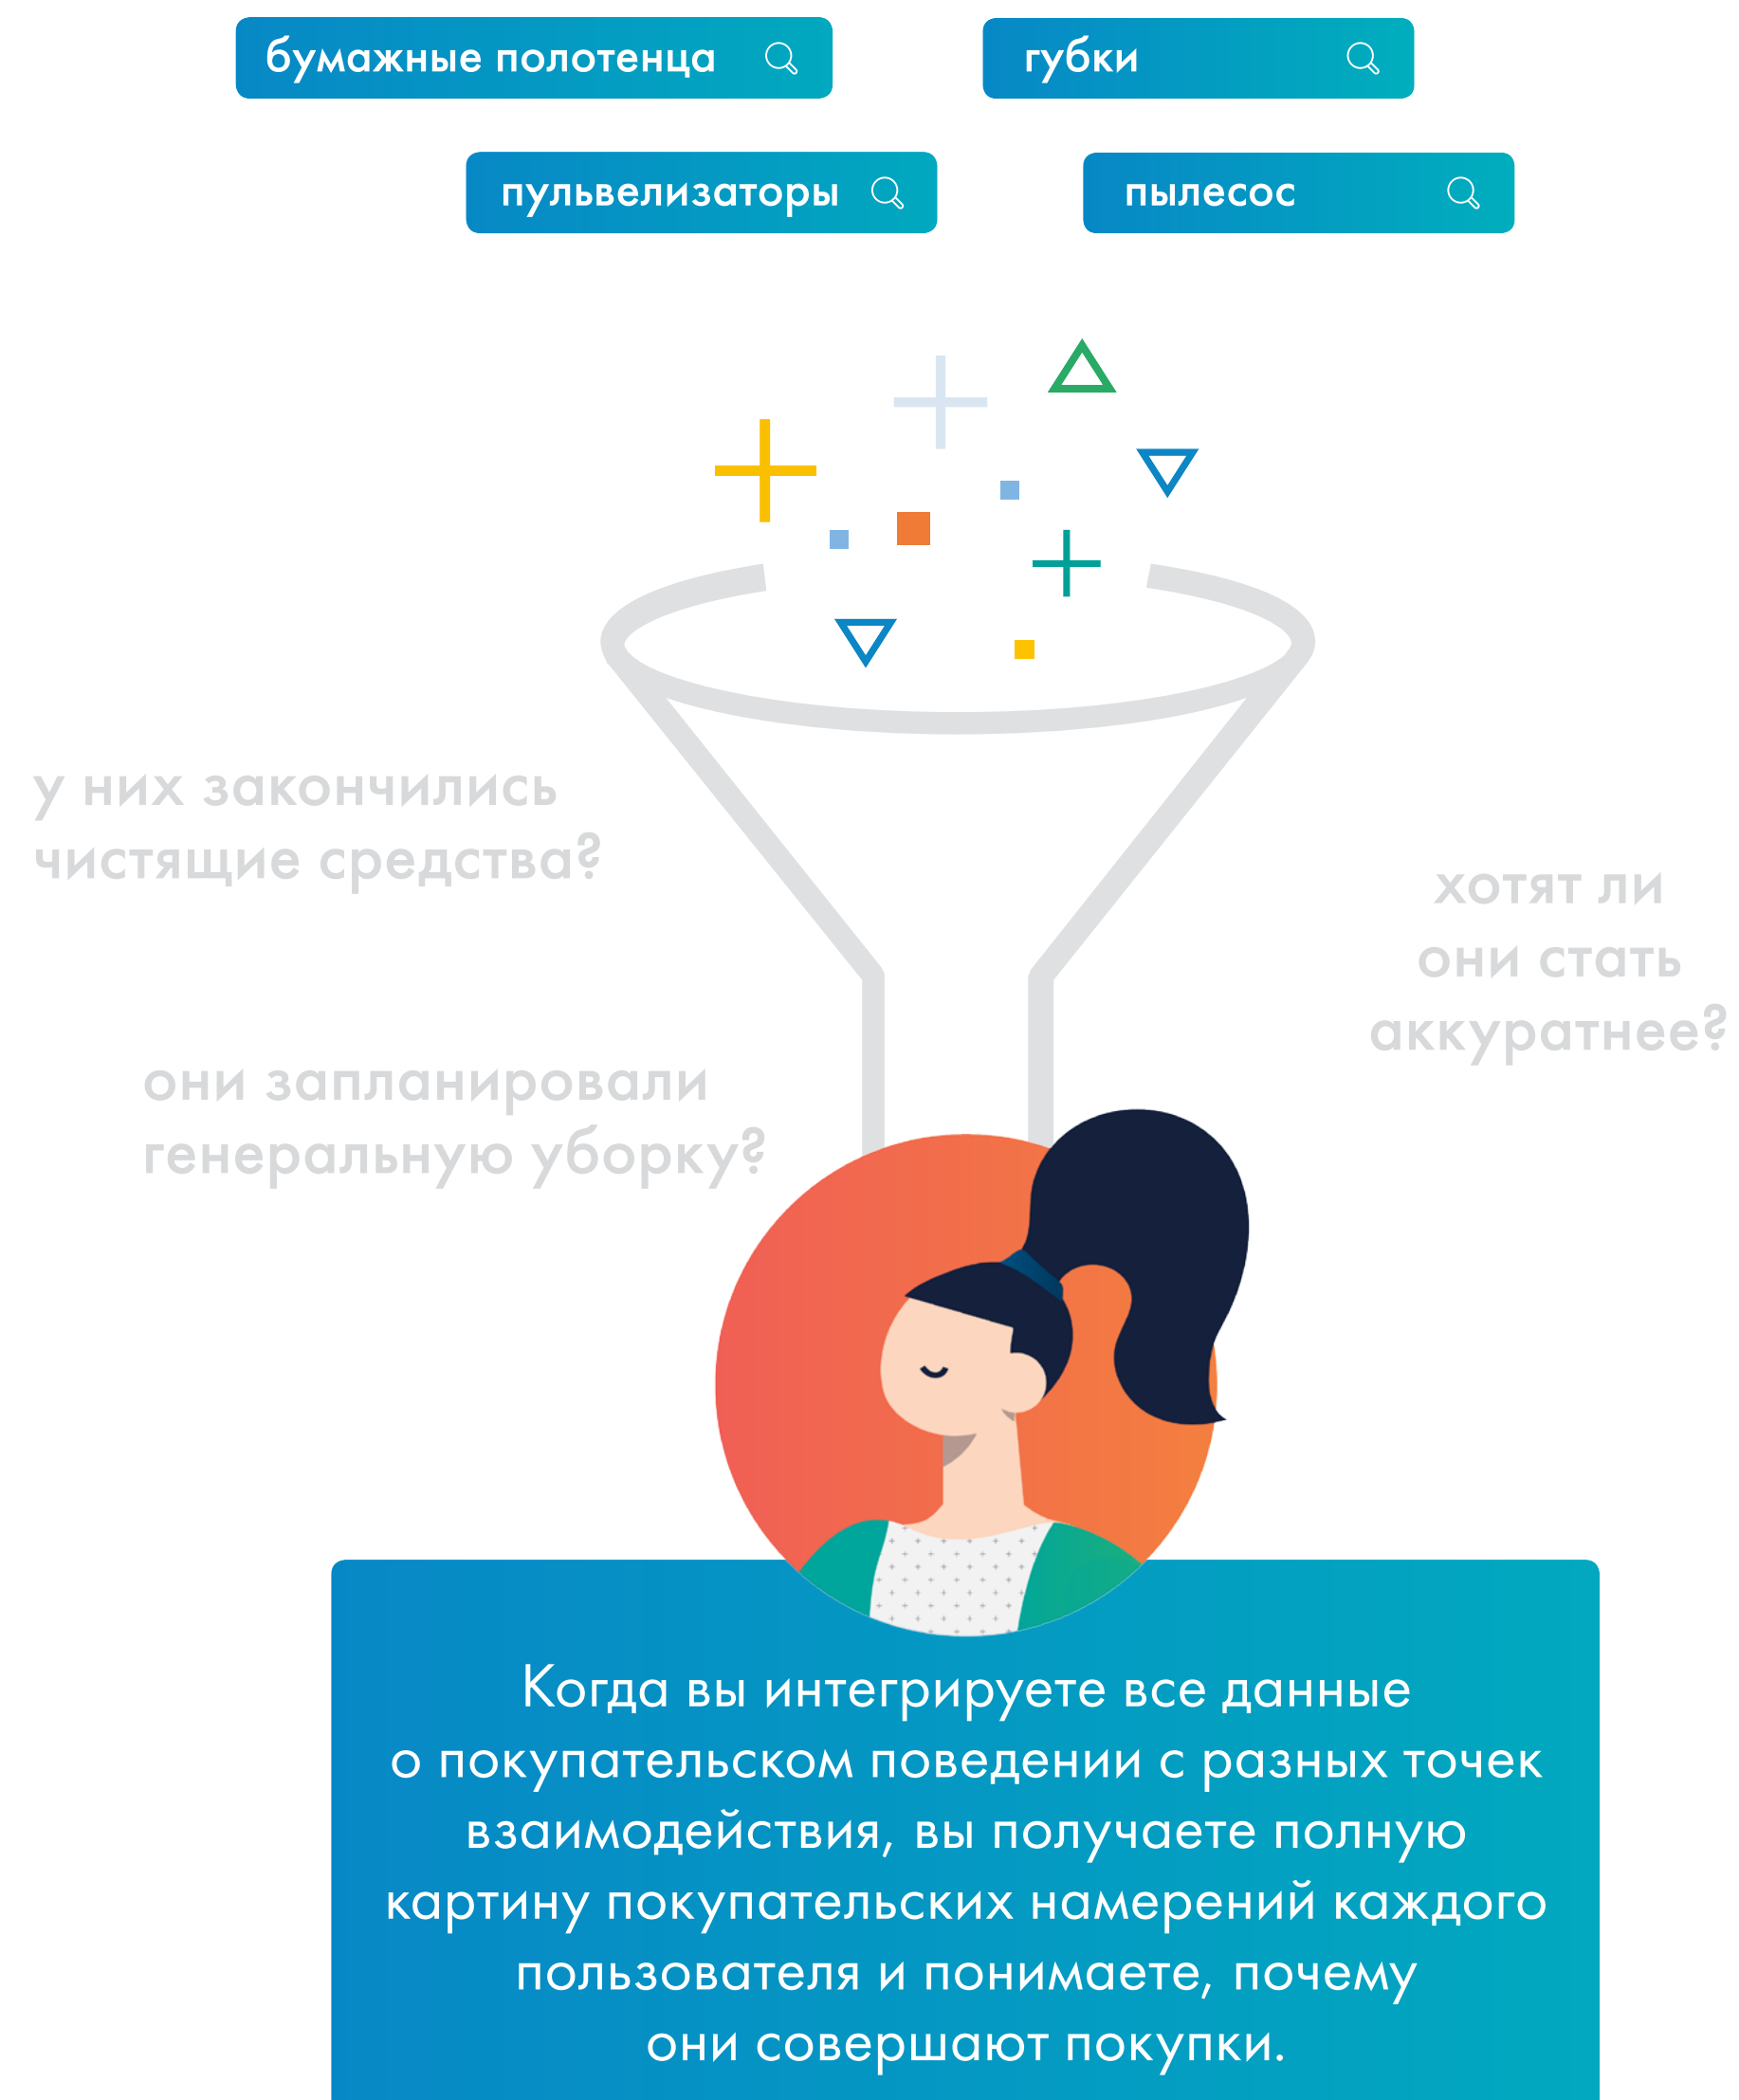 бумажные полотенца
губки
пульвелизаторы
пылесос
у них закончились
чистящие средства?
хотят ли
они стать
аккуратнее?
они запланировали
генеральную уборку?
Когда вы интегрируете все данные
о покупательском поведении с разных точек
взаимодействия, вы получаете полную
картину покупательских намерений каждого
пользователя и понимаете, почему
они совершают покупки.